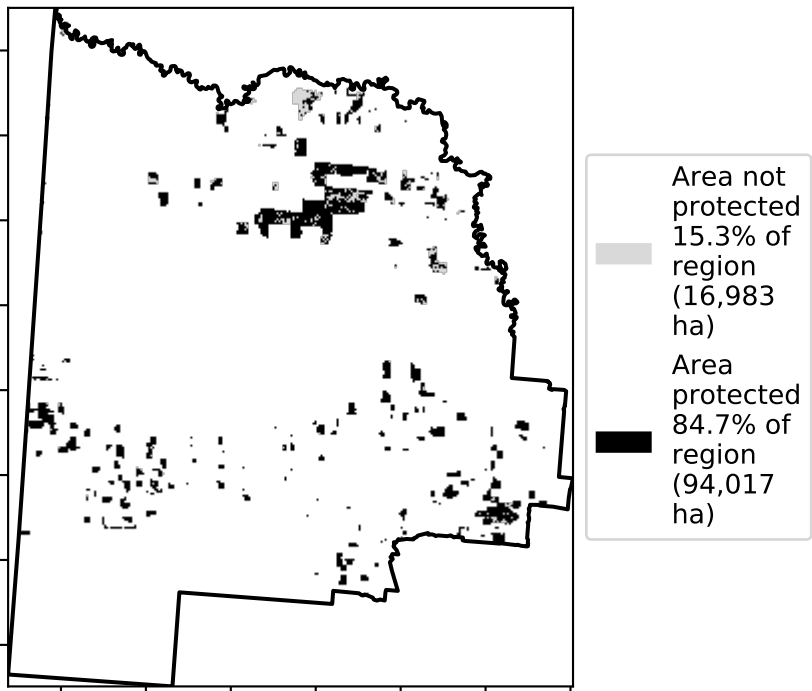 Area not
protected
15.3% of
region
(16,983
ha)
Area
protected
84.7% of
region
(94,017
ha)